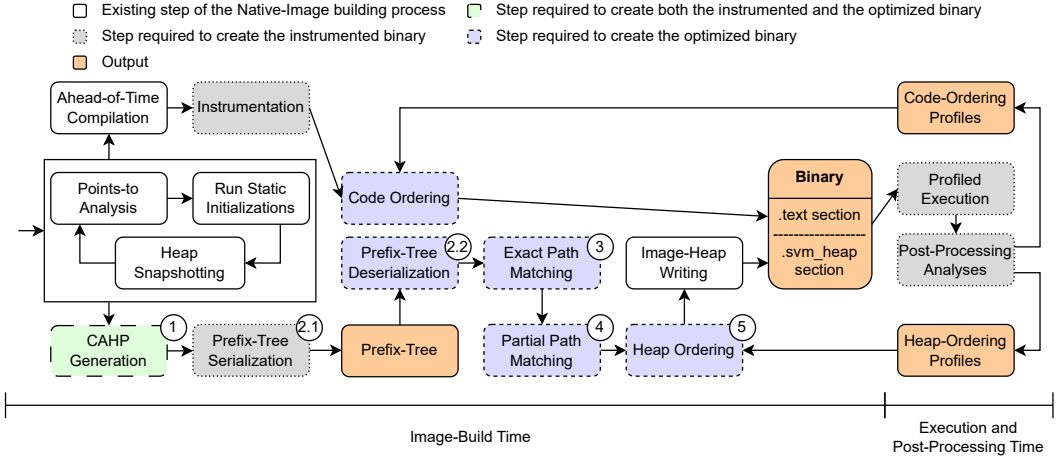 Existing step of the Native-Image building process
Step required to create both the instrumented and the optimized binary
Step required to create the instrumented binary
Step required to create the optimized binary
Output
Ahead-of-Time
Compilation
Instrumentation
Code-Ordering
Profiles
Points-to
Analysis
Run Static
Initializations
Heap
Snapshotting
Code Ordering
Binary
.text section
.svm_heap
section
Profiled
Execution
Post-Processing
Analyses
Prefix-Tree
Deserialization
2.2
Exact Path
Matching
3
Image-Heap
Writing
CAHP
Generation
1
Prefix-Tree
Serialization
2.1
Prefix-Tree
Partial Path
Matching
4
Heap Ordering
5
Heap-Ordering
Profiles
Image-Build Time
Execution and
Post-Processing Time